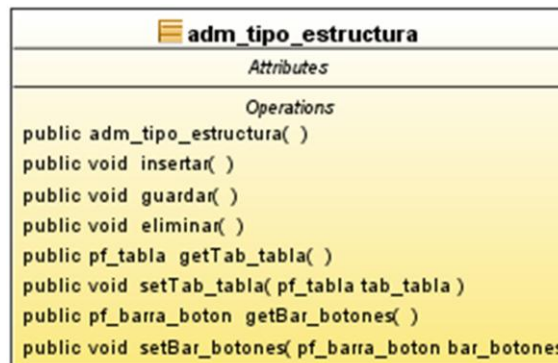 adm_tipo_estructura
Attributes
Operations
public adm_tipo_estructura( )
public void insertar( )
public void guardar( )
public void eliminar( )
public pf_tabla getTab_tabla( )
public void setTab_tabla( pf_tabla tab_tabla )
public pf_barra_boton getBar_botones( )
public void setBar_botones( pf_barra_boton bar_botones